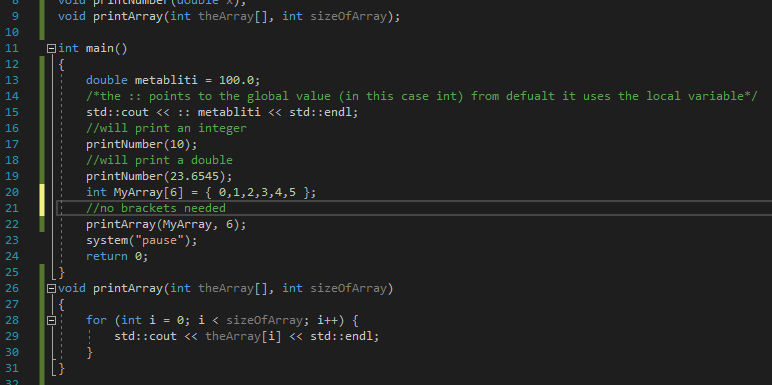 8 void printNumber(double x);
9 void printArray(int theArray[], int sizeOfArray);
10
11 int main()
12 {
13 double metabliti = 100.0;
14 /*the :: points to the global value (in this case int) from defualt it uses the local variable*/
15 std::cout << :: metabliti << std::endl;
16 //will print an integer
17 printNumber(10);
18 //will print a double
19 printNumber(23.6545);
20 int MyArray[6] = { 0,1,2,3,4,5 };
21 //no brackets needed
22 printArray(MyArray, 6);
23 system("pause");
24 return 0;
25 }
26 void printArray(int theArray[], int sizeOfArray)
27 {
28 for (int i = 0; i < sizeOfArray; i++) {
29 std::cout << theArray[i] << std::endl;
30 }
31 }
32